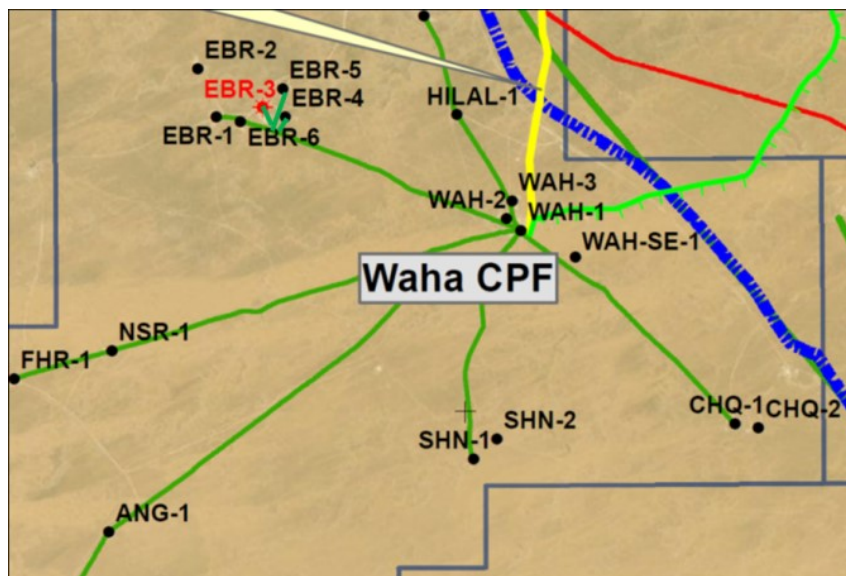 EBR-2
EBR-5
EBR-3
EBR-4
HILAL-1
EBR-1
EBR-6
WAH-3
WAH-2
WAH-1
WAH-SE-1
Waha CPF
NSR-1
FHR-1
CHQ-1
CHQ-2
SHN-2
SHN-1
ANG-1